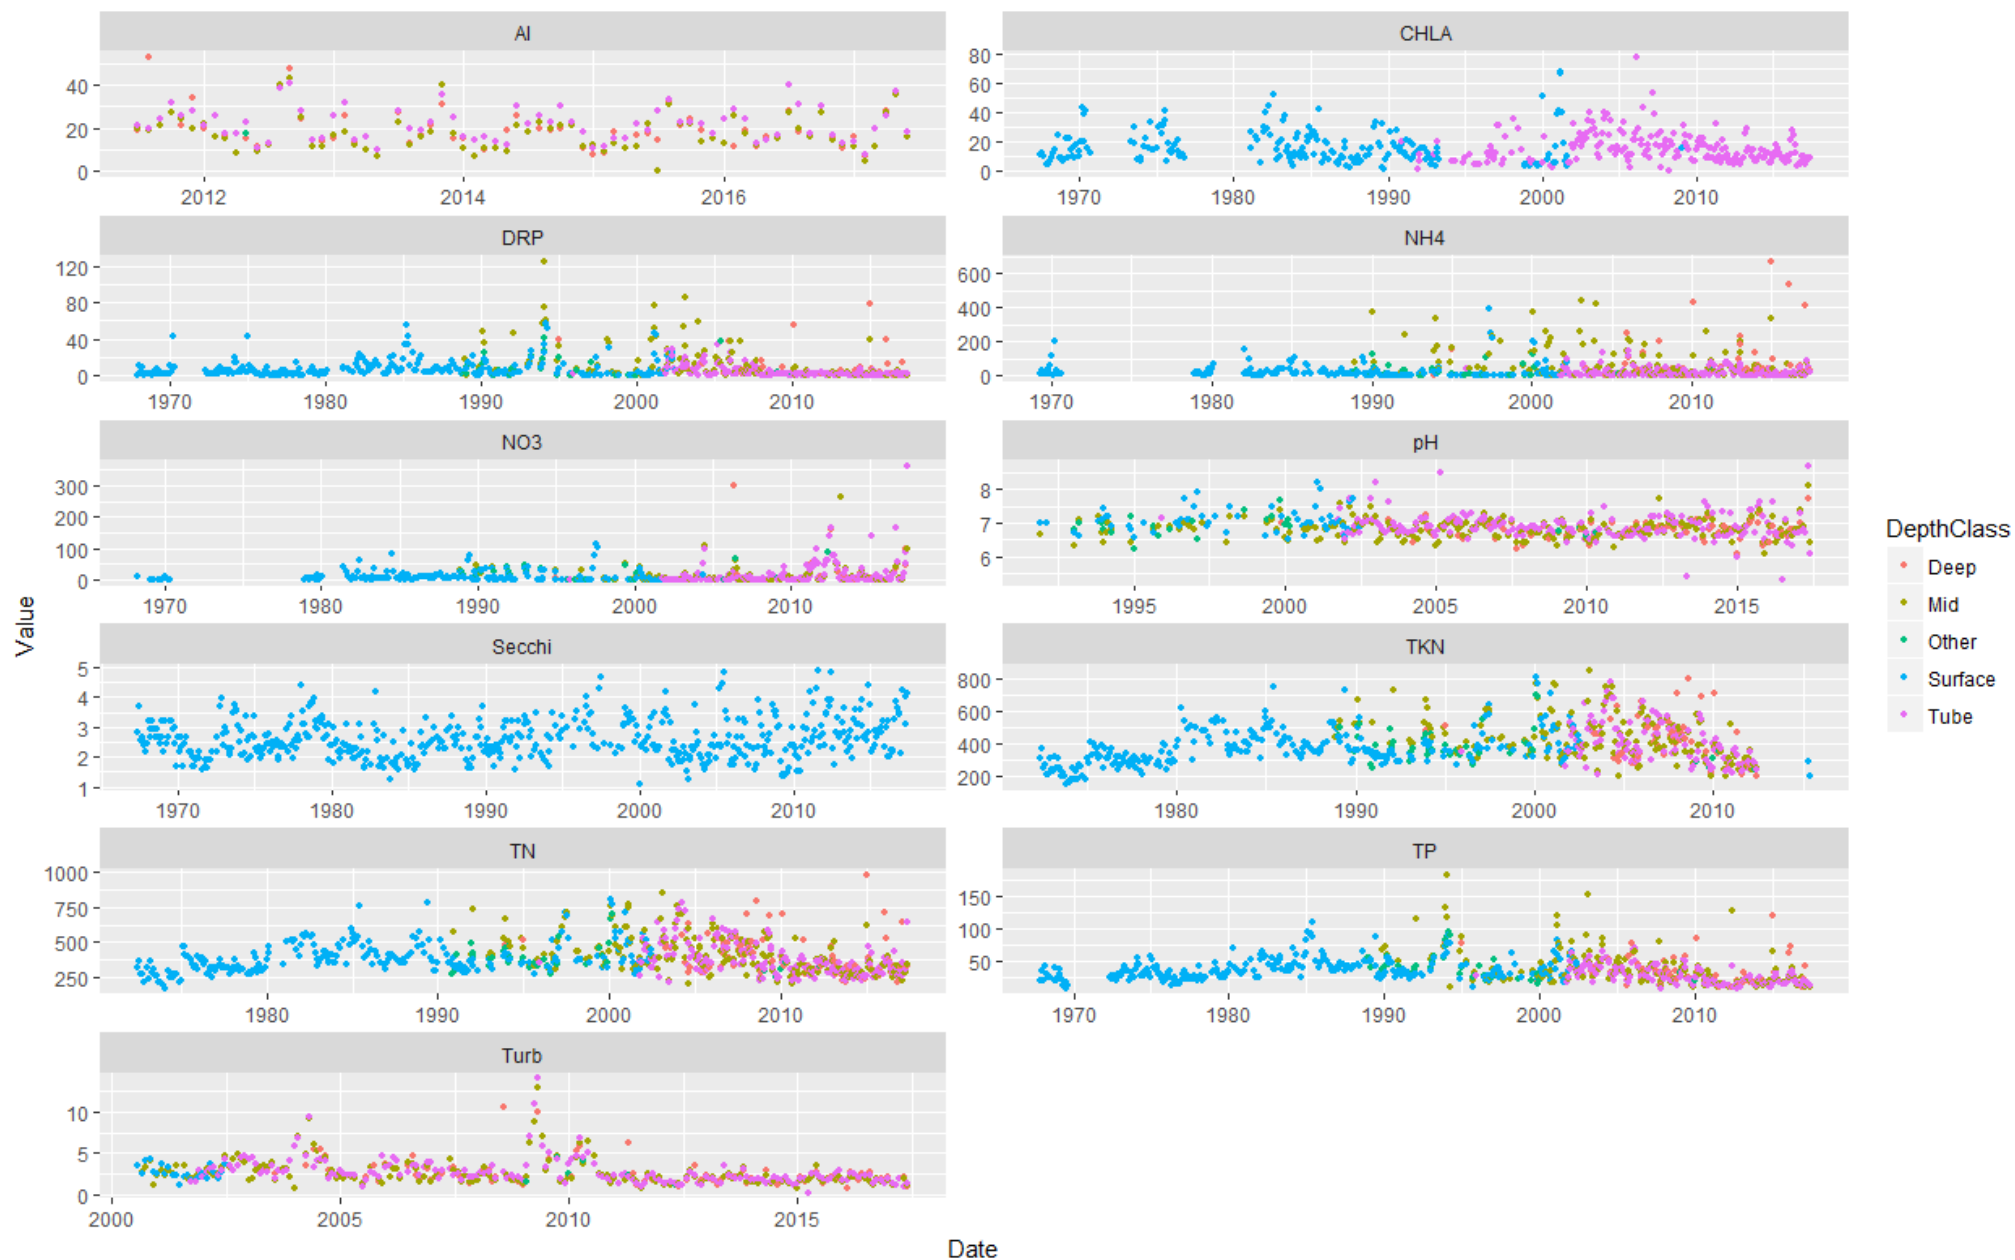 AI
CHLA
40
20
0
2012 2014 2016
80
60
40
20
0
1970 1980 1990 2000 2010
DRP
NH4
120
80
40
0
1970 1980 1990 2000 2010
600
400
200
0
1970 1980 1990 2000 2010
NO3
pH
300
200
100
0
1970 1980 1990 2000 2010
8
7
6
1995 2000 2005 2010 2015
Secchi
TKN
5
4
3
2
1
1970 1980 1990 2000 2010
800
600
400
200
1980 1990 2000 2010
TN
TP
1000
750
500
250
1980 1990 2000 2010
150
100
50
1970 1980 1990 2000 2010
Turb
10
5
0
2000 2005 2010 2015
Value
Date
DepthClass
Deep
Mid
Other
Surface
Tube